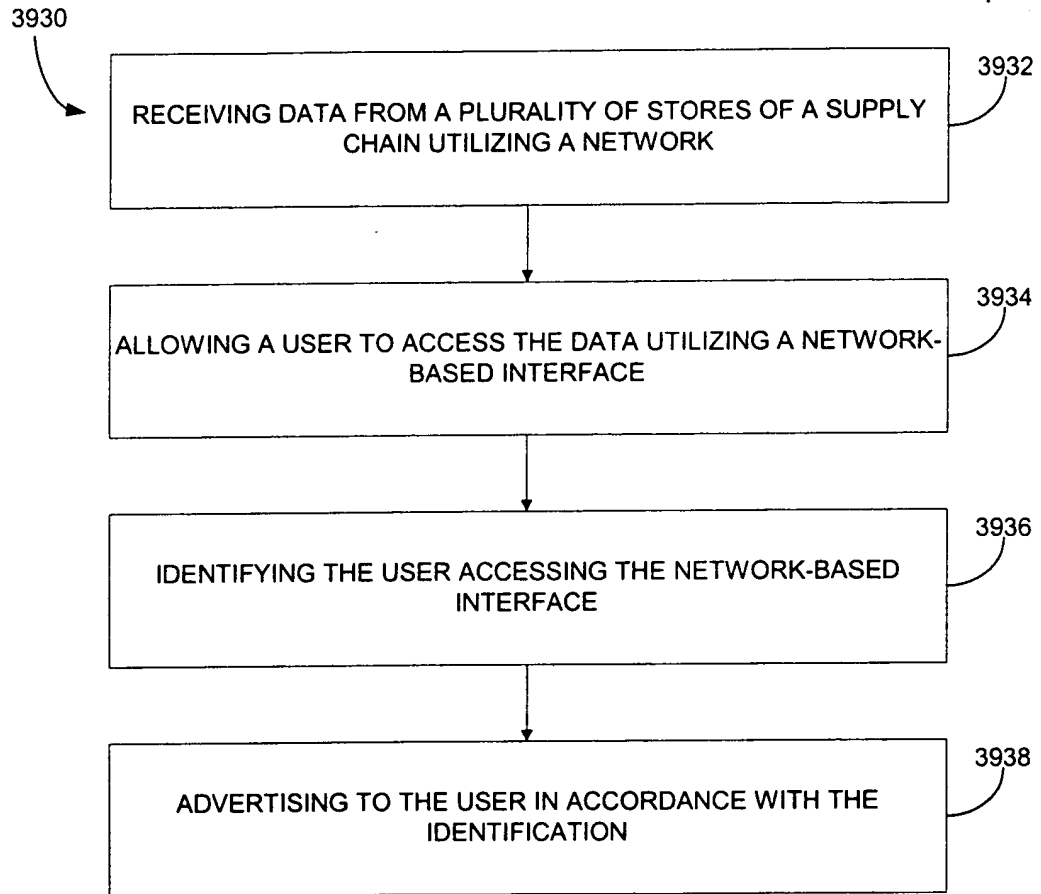 3930
3932
RECEIVING DATA FROM A PLURALITY OF STORES OF A SUPPLY
CHAIN UTILIZING A NETWORK
3934
ALLOWING A USER TO ACCESS THE DATA UTILIZING A NETWORK-
BASED INTERFACE
3936
IDENTIFYING THE USER ACCESSING THE NETWORK-BASED
INTERFACE
3938
ADVERTISING TO THE USER IN ACCORDANCE WITH THE
IDENTIFICATION